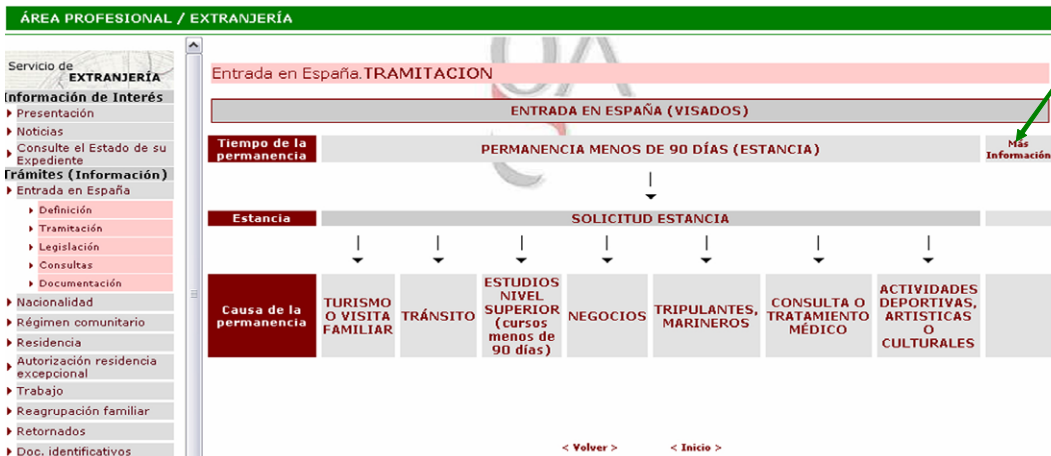 ÁREA PROFESIONAL / EXTRANJERÍA
Servicio de
EXTRANJERÍA
Información de Interés
Presentación
Noticias
Consulte el Estado de su
Expediente
Trámites (Información)
Entrada en España
Definición
Tramitación
Legislación
Consultas
Documentación
Nacionalidad
Régimen comunitario
Residencia
Autorización residencia
excepcional
Trabajo
Reagrupación familiar
Retornados
Doc. identificativos
Entrada en España.TRAMITACION
ENTRADA EN ESPAÑA (VISADOS)
Tiempo de la
permanencia
PERMANENCIA MENOS DE 90 DÍAS (ESTANCIA)
Más
Información
Estancia
SOLICITUD ESTANCIA
Causa de la
permanencia
TURISMO
O VISITA
FAMILIAR
TRÁNSITO
ESTUDIOS
NIVEL
SUPERIOR
(cursos
menos de
90 días)
NEGOCIOS
TRIPULANTES,
MARINEROS
CONSULTA O
TRATAMIENTO
MÉDICO
ACTIVIDADES
DEPORTIVAS,
ARTISTICAS
O
CULTURALES
< Volver >
< Inicio >